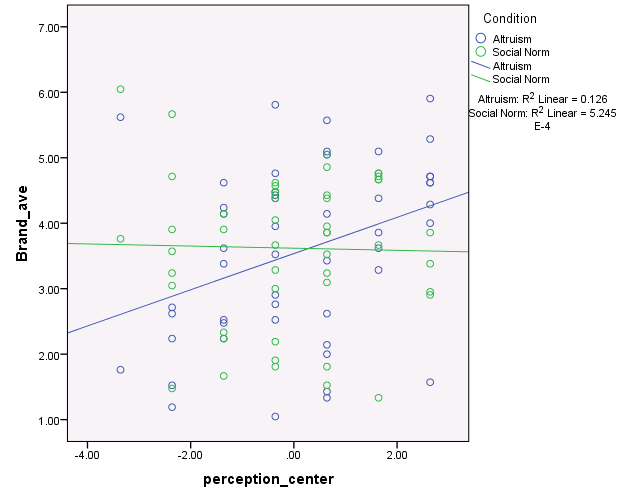 Condition
Altruism
Social Norm
Altruism
Social Norm
Altruism: R2 Linear = 0.126
Social Norm: R2 Linear = 5.245
E-4
Brand_ave
7.00
6.00
5.00
4.00
3.00
2.00
1.00
-4.00 -2.00 .00 2.00
perception_center